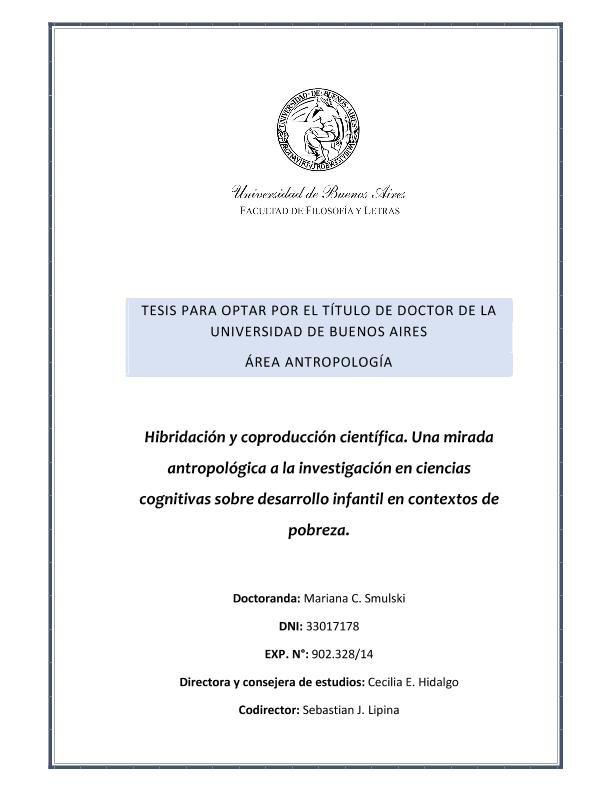 UNIVERSIDAD DE BUENOS AIRES
Universidad de Buenos Aires
FACULTAD DE FILOSOFÍA Y LETRAS
TESIS PARA OPTAR POR EL TÍTULO DE DOCTOR DE LA
UNIVERSIDAD DE BUENOS AIRES
ÁREA ANTROPOLOGÍA
Hibridación y coproducción científica. Una mirada
antropológica a la investigación en ciencias
cognitivas sobre desarrollo infantil en contextos de
pobreza.
Doctoranda: Mariana C. Smulski
DNI: 33017178
EXP. N°: 902.328/14
Directora y consejera de estudios: Cecilia E. Hidalgo
Codirector: Sebastian J. Lipina